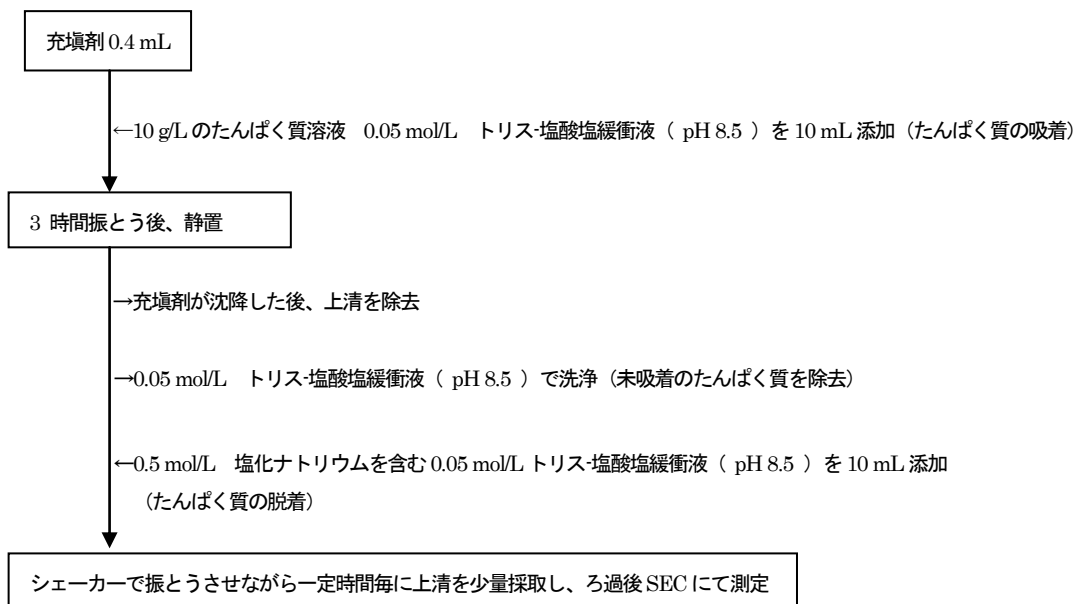 充塡剤 0.4 mL
←10 g/L のたんぱく質溶液　0.05 mol/L　トリス-塩酸塩緩衝液（ pH 8.5 ）を 10 mL 添加（たんぱく質の吸着）
3 時間振とう後、静置
→充塡剤が沈降した後、上清を除去
→0.05 mol/L　トリス-塩酸塩緩衝液（ pH 8.5 ）で洗浄（未吸着のたんぱく質を除去）
←0.5 mol/L　塩化ナトリウムを含む 0.05 mol/L トリス-塩酸塩緩衝液（ pH 8.5 ）を 10 mL 添加
（たんぱく質の脱着）
シェーカーで振とうさせながら一定時間毎に上清を少量採取し、ろ過後 SEC にて測定